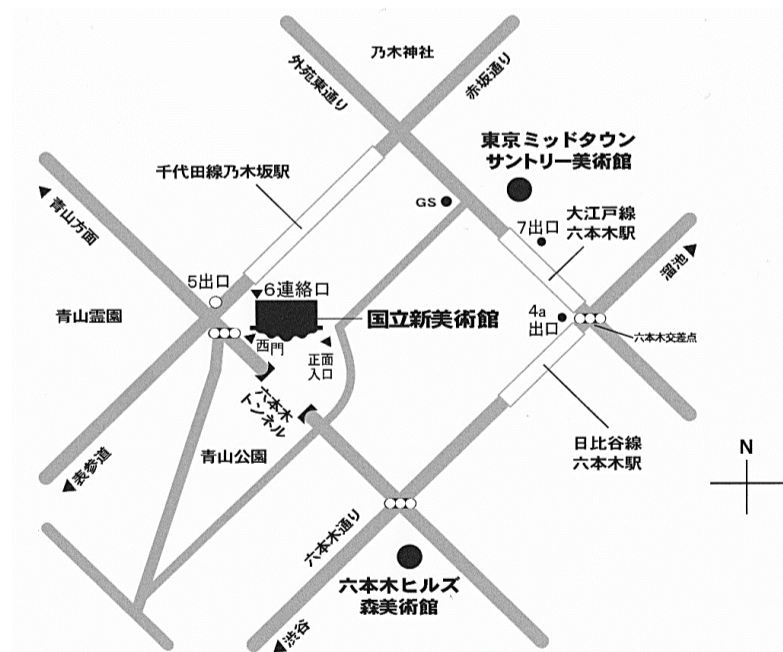 乃木神社
外苑東通り
赤坂通り
東京ミッドタウン
サントリー美術館
千代田線乃木坂駅
GS
大江戸線
六本木駅
7出口
青山方面
溜池
5出口
6連絡口
青山霊園
国立新美術館
4a
出口
六本木交差点
西門
正面
入口
六本木
トンネル
青山公園
日比谷線
六本木駅
N
表参道
六本木通り
六本木ヒルズ
森美術館
渋谷